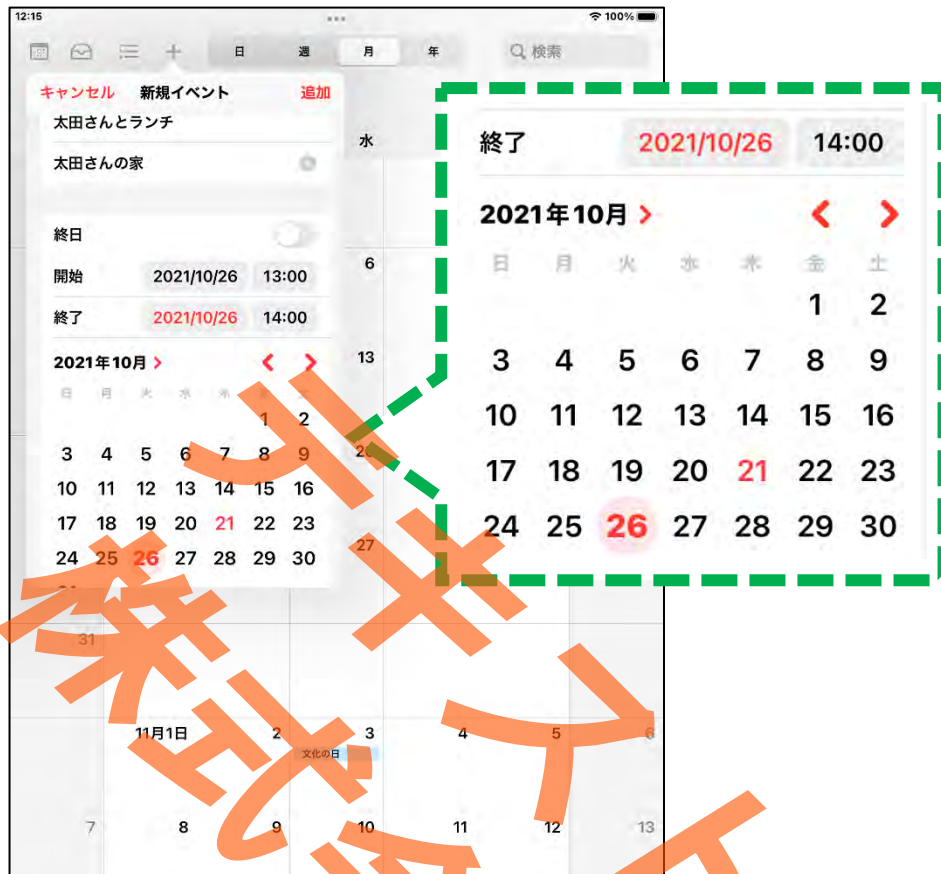 12:15
100%
日 週 月 年 検索
キャンセル 新規イベント 追加
太田さんとランチ
太田さんの家
終日
開始 2021/10/26 13:00
終了 2021/10/26 14:00
2021年10月
日 月 火 水 木
1 2
3 4 5 6 7 8 9
10 11 12 13 14 15 16
17 18 19 20 21 22 23
24 25 26 27 28 29 30
水
6
13
20
27
31
11月1日 2 3 4 5 6
文化の日
7 8 9 10 11 12 13
終了 2021/10/26 14:00
2021年10月
日 月 火 水 木 金 土
1 2
3 4 5 6 7 8 9
10 11 12 13 14 15 16
17 18 19 20 21 22 23
24 25 26 27 28 29 30
株式会
テキスト